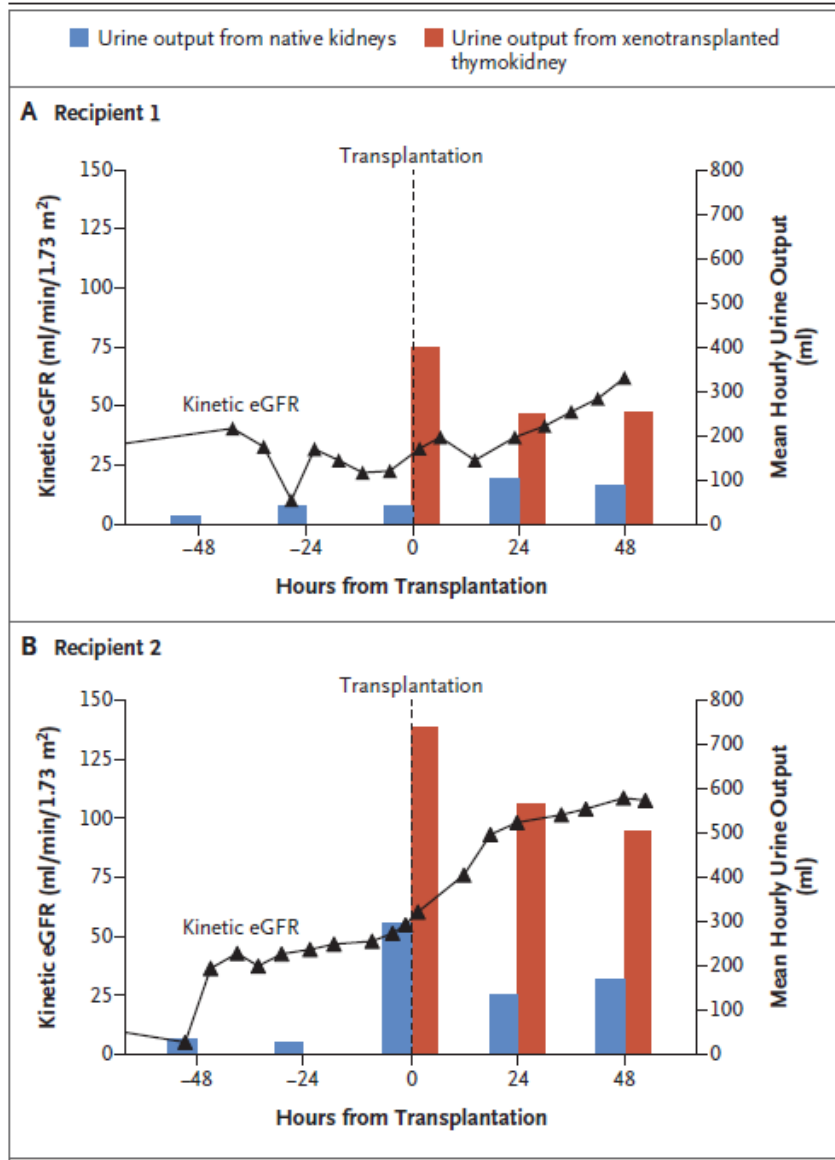 Urine output from native kidneys
Urine output from xenotransplanted
thymokidney
A Recipient 1
Transplantation
150
125
100
75
50
25
0
Kinetic eGFR (ml/min/1.73 m²)
Kinetic eGFR
800
700
600
500
400
300
200
100
0
Mean Hourly Urine Output
(ml)
−48
−24
0
24
48
Hours from Transplantation
B Recipient 2
Transplantation
150
125
100
75
50
25
0
Kinetic eGFR (ml/min/1.73 m²)
Kinetic eGFR
800
700
600
500
400
300
200
100
0
Mean Hourly Urine Output
(ml)
−48
−24
0
24
48
Hours from Transplantation